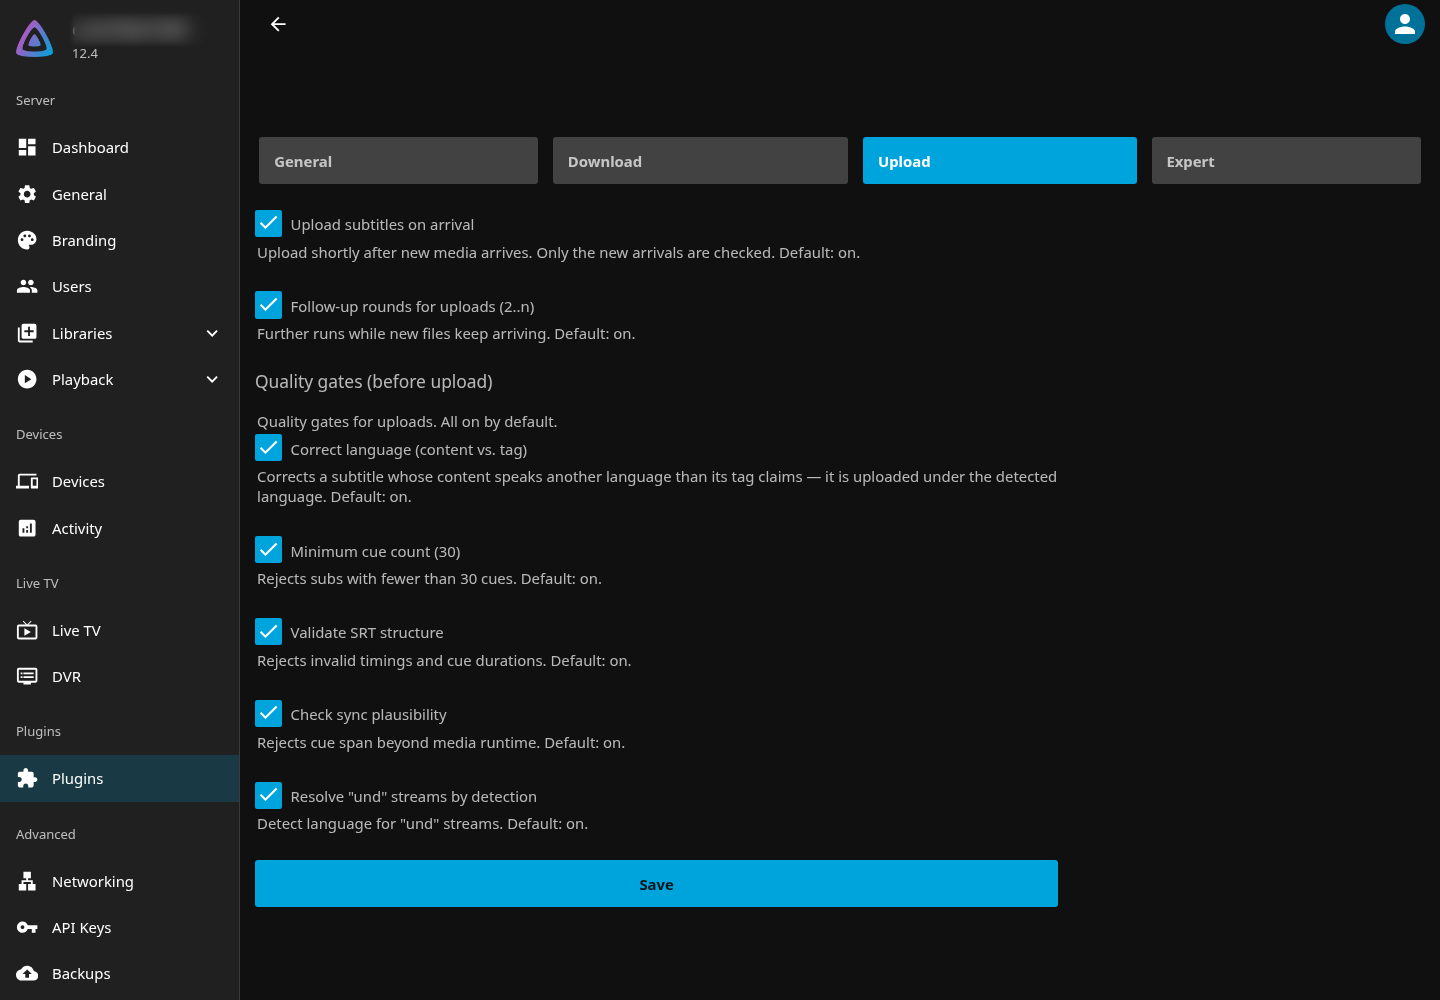 12.4
Server
Dashboard
General
Branding
Users
Libraries
Playback
Devices
Devices
Activity
Live TV
Live TV
DVR
Plugins
Plugins
Advanced
Networking
API Keys
Backups
General
Download
Upload
Expert
Upload subtitles on arrival
Upload shortly after new media arrives. Only the new arrivals are checked. Default: on.
Follow-up rounds for uploads (2..n)
Further runs while new files keep arriving. Default: on.
Quality gates (before upload)
Quality gates for uploads. All on by default.
Correct language (content vs. tag)
Corrects a subtitle whose content speaks another language than its tag claims — it is uploaded under the detected
language. Default: on.
Minimum cue count (30)
Rejects subs with fewer than 30 cues. Default: on.
Validate SRT structure
Rejects invalid timings and cue durations. Default: on.
Check sync plausibility
Rejects cue span beyond media runtime. Default: on.
Resolve "und" streams by detection
Detect language for "und" streams. Default: on.
Save